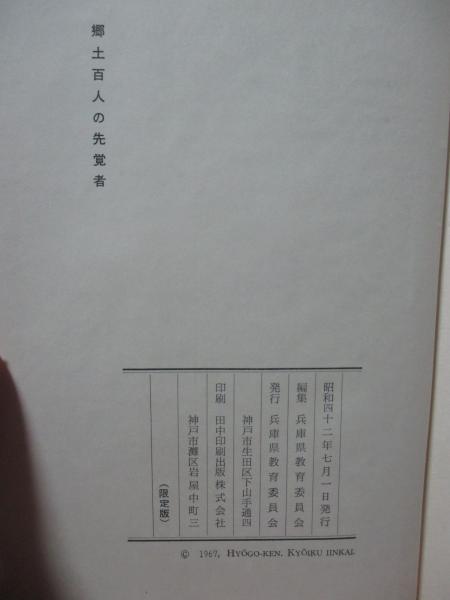 郷土百人の先覚者
昭和四十二年七月一日発行
編集 兵庫県教育委員会
発行 兵庫県教育委員会
神戸市生田区下山手通四
印刷 田中印刷出版株式会社
神戸市灘区岩屋中町三
(限定版)
© 1967, HYŌGO-KEN, KYŌIKU IINKAI.